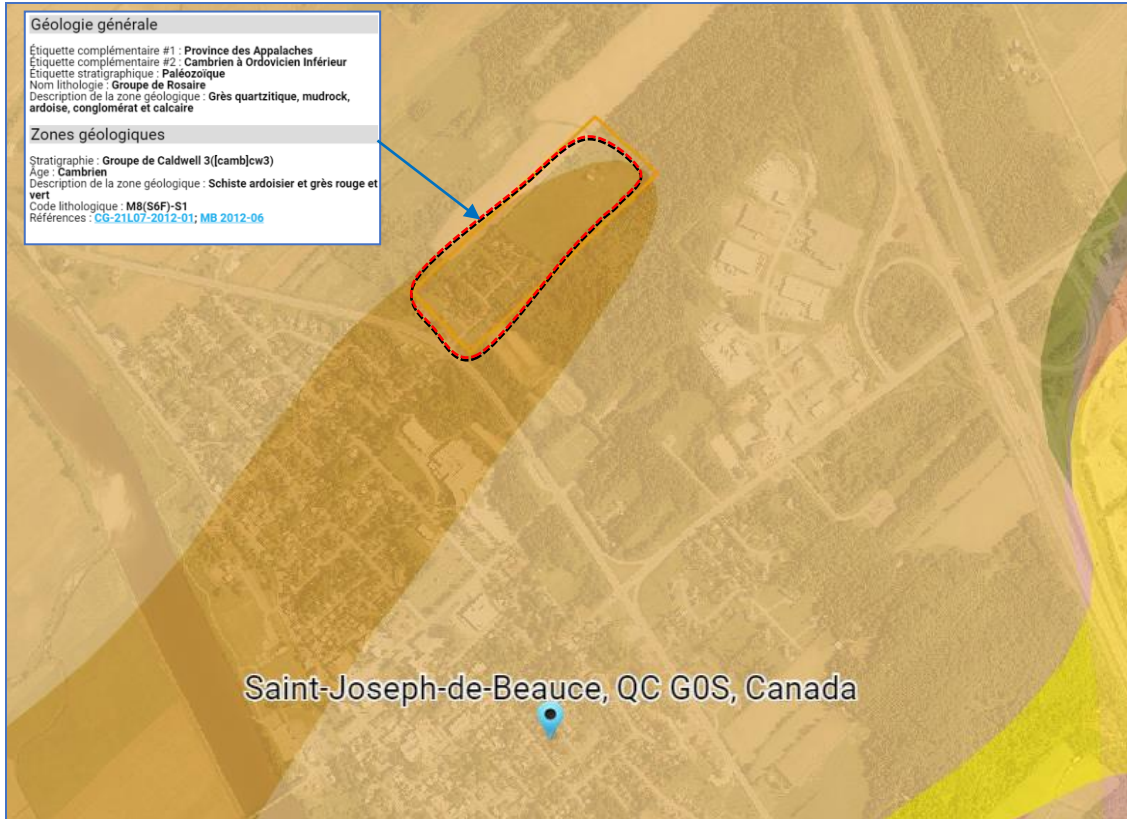 Géologie générale
Étiquette complémentaire #1 : Province des Appalaches
Étiquette complémentaire #2 : Cambrien à Ordovicien Inférieur
Étiquette stratigraphique : Paléozoïque
Nom lithologie : Groupe de Rosaire
Description de la zone géologique : Grès quartzitique, mudrock,
ardoise, conglomérat et calcaire
Zones géologiques
Stratigraphie : Groupe de Caldwell 3([camb]cw3)
Âge : Cambrien
Description de la zone géologique : Schiste ardoisier et grès rouge et
vert
Code lithologique : M8(S6F)-S1
Références : CG-21L07-2012-01; MB 2012-06
Saint-Joseph-de-Beauce, QC G0S, Canada